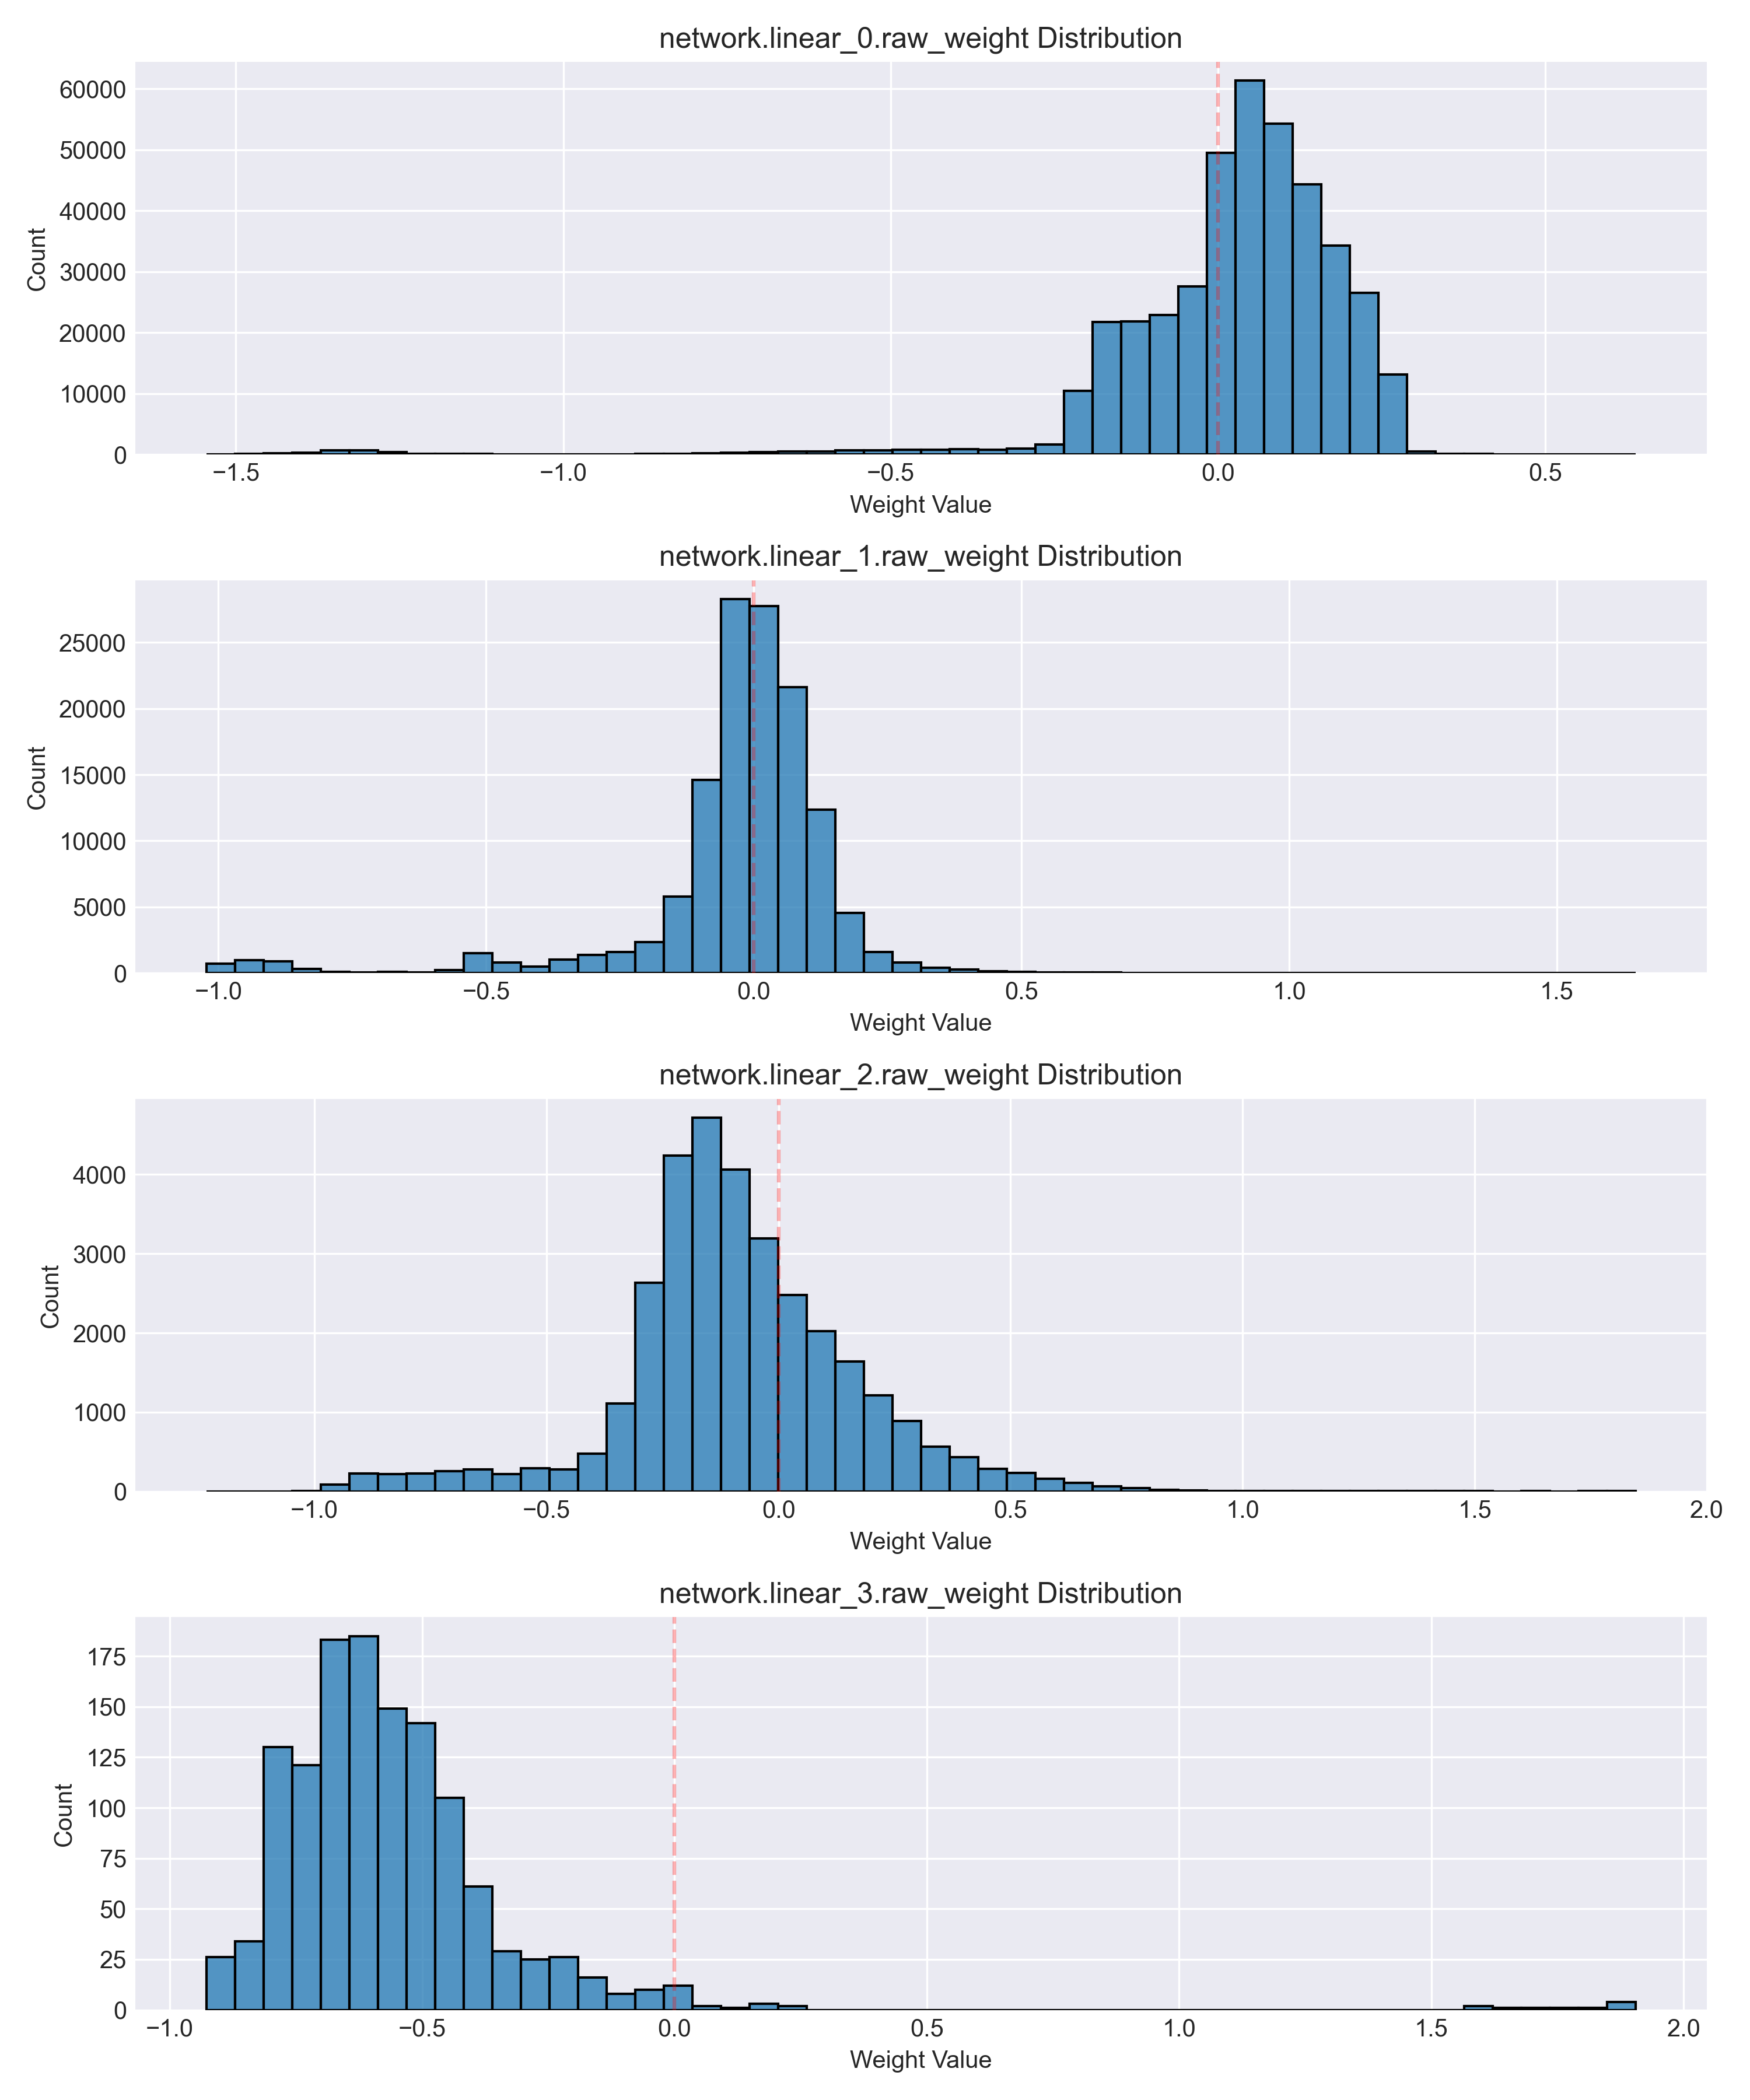 network.linear_0.raw_weight Distribution
60000
50000
40000
30000
20000
10000
0
Count
−1.5 −1.0 −0.5 0.0 0.5
Weight Value
network.linear_1.raw_weight Distribution
25000
20000
15000
10000
5000
0
Count
−1.0 −0.5 0.0 0.5 1.0 1.5
Weight Value
network.linear_2.raw_weight Distribution
4000
3000
2000
1000
0
Count
−1.0 −0.5 0.0 0.5 1.0 1.5 2.0
Weight Value
network.linear_3.raw_weight Distribution
175
150
125
100
75
50
25
0
Count
−1.0 −0.5 0.0 0.5 1.0 1.5 2.0
Weight Value